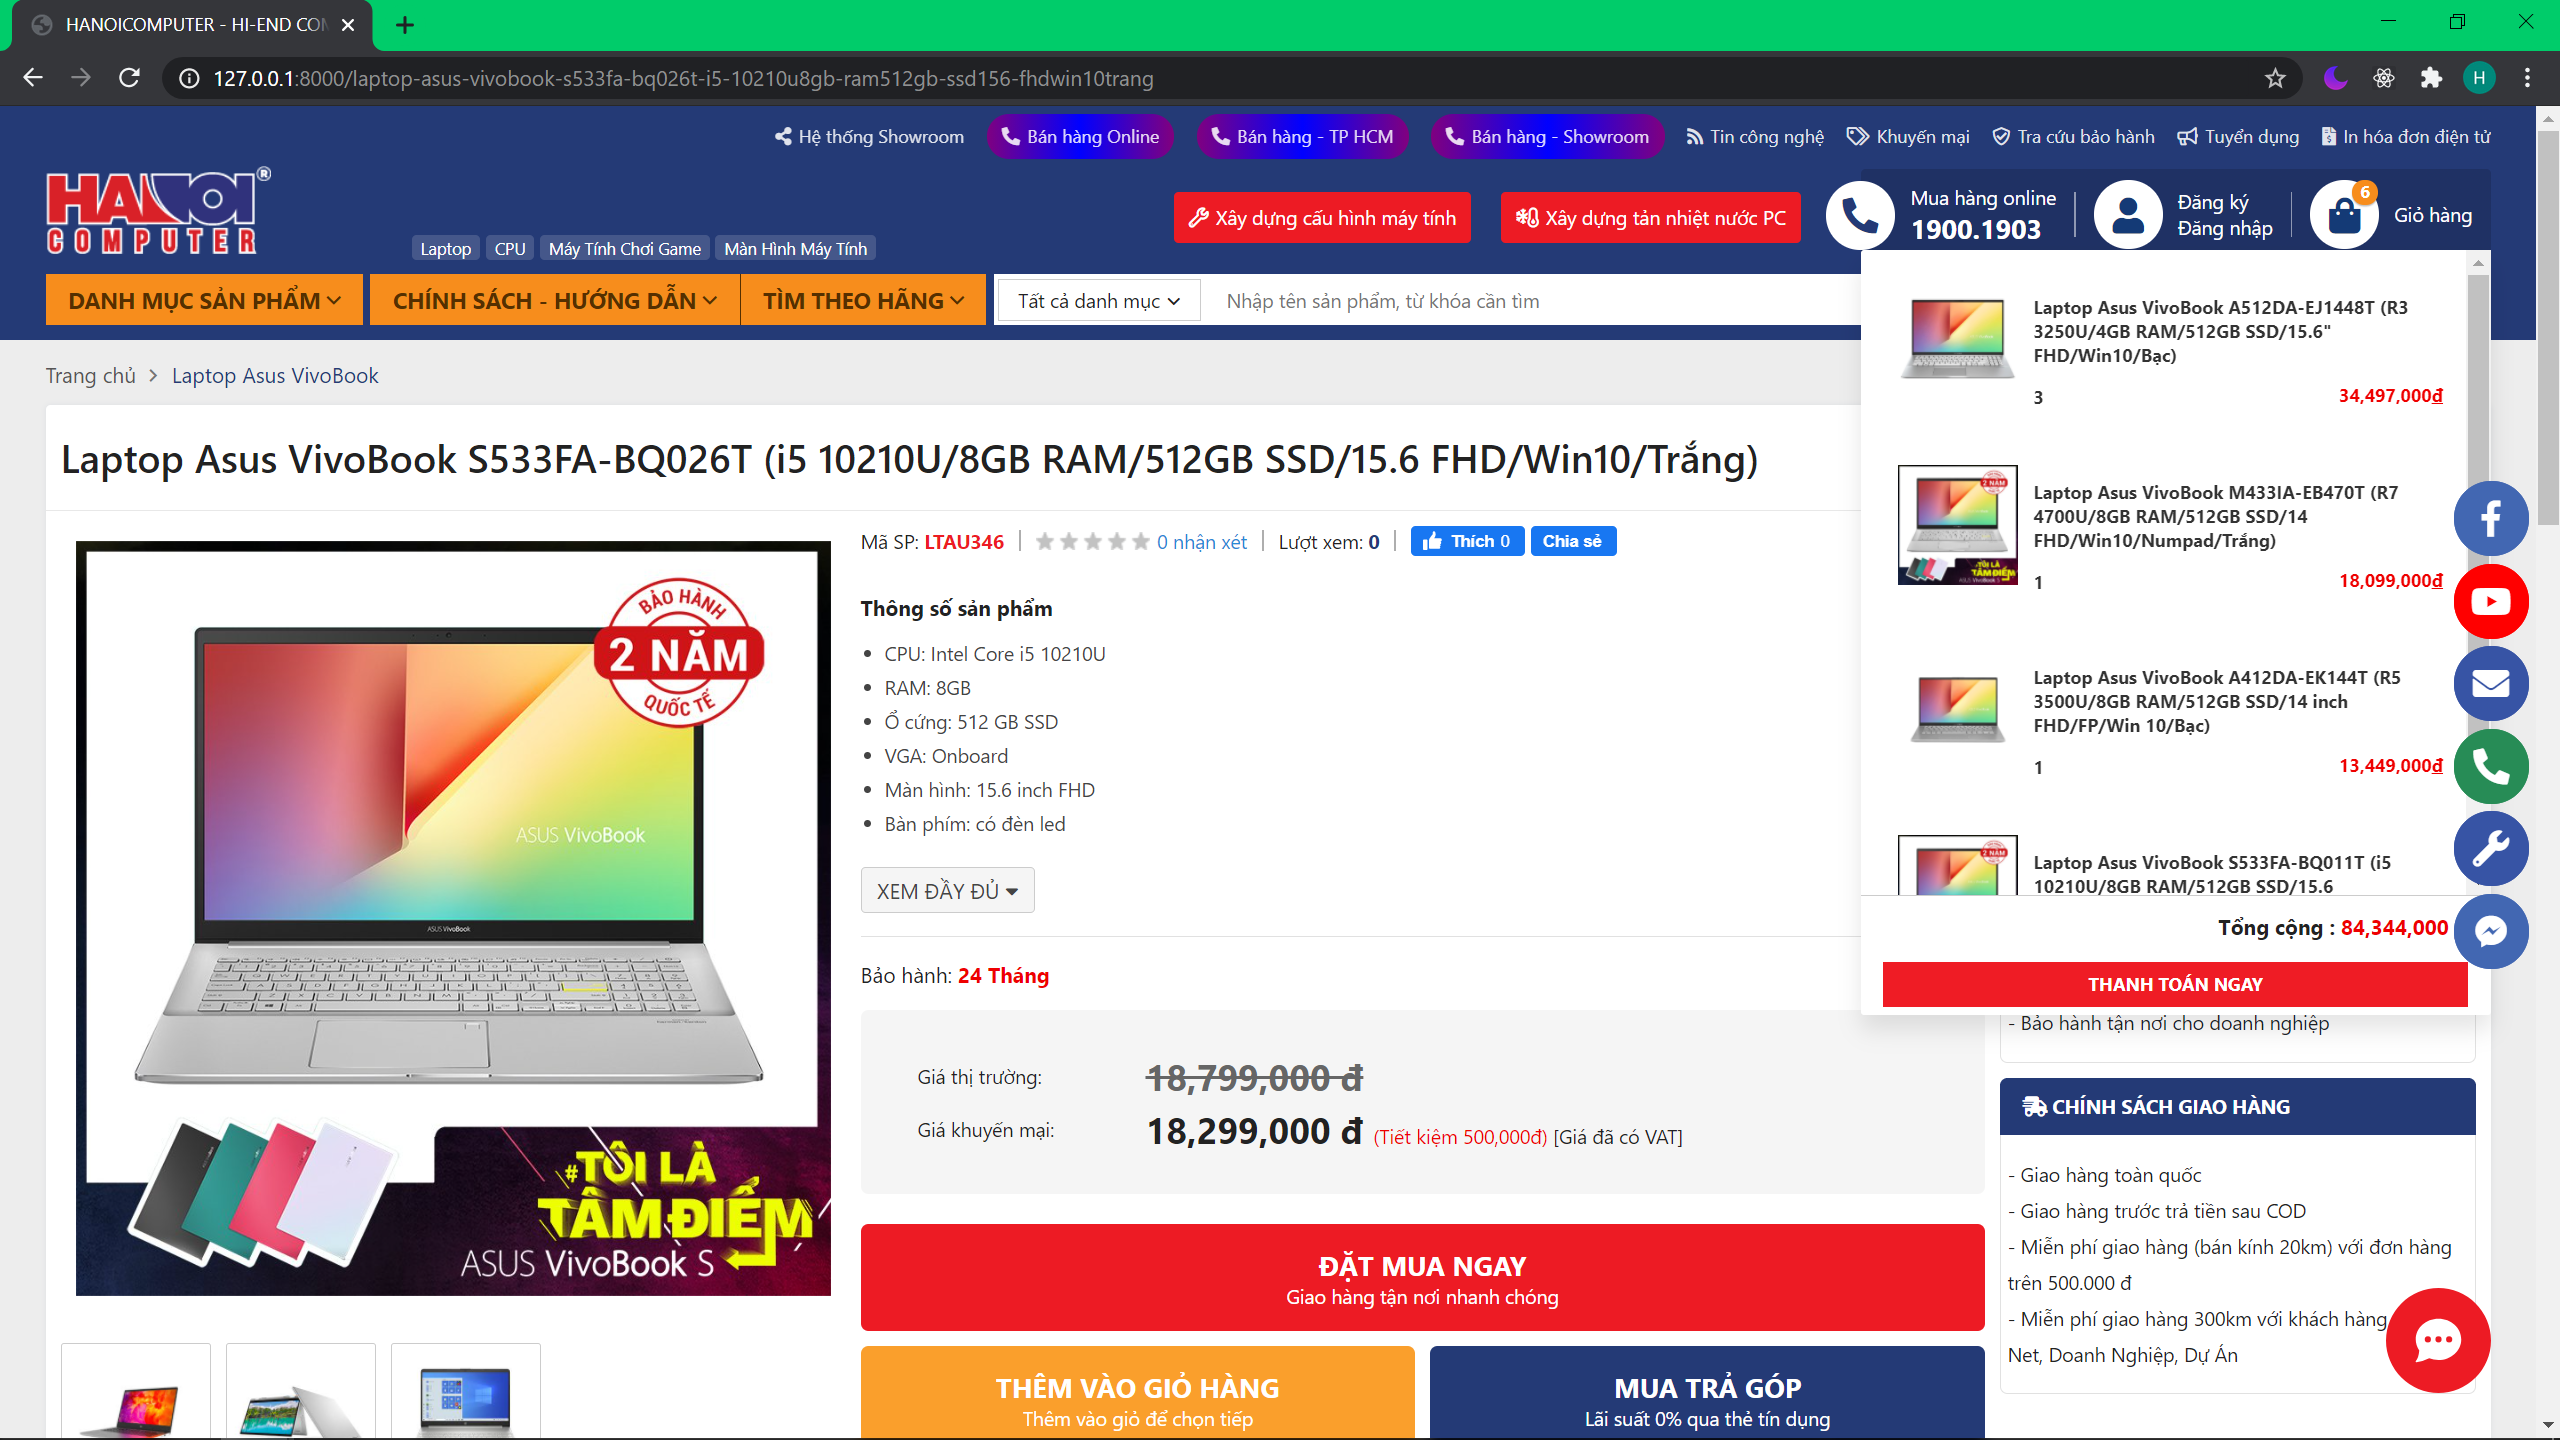 HANOICOMPUTER - HI-END CO
127.0.0.1:8000/laptop-asus-vivobook-s533fa-bq026t-i5-10210u8gb-ram512gb-ssd156-fhdwin10trang
H
Hệ thống Showroom
Bán hàng Online
Bán hàng - TP HCM
Bán hàng - Showroom
Tin công nghệ
Khuyến mại
Tra cứu bảo hành
Tuyển dụng
In hóa đơn điện tử
HANOI ®
COMPUTER
Laptop
CPU
Máy Tính Chơi Game
Màn Hình Máy Tính
Xây dựng cấu hình máy tính
Xây dựng tản nhiệt nước PC
Mua hàng online
1900.1903
Đăng ký
Đăng nhập
6
Giỏ hàng
DANH MỤC SẢN PHẨM
CHÍNH SÁCH - HƯỚNG DẪN
TÌM THEO HÃNG
Tất cả danh mục
Nhập tên sản phẩm, từ khóa cần tìm
Trang chủ
Laptop Asus VivoBook
Laptop Asus VivoBook S533FA-BQ026T (i5 10210U/8GB RAM/512GB SSD/15.6 FHD/Win10/Trắng)
BẢO HÀNH
2 NĂM
QUỐC TẾ
ASUS VivoBook
ASUS VivoBook
#TÔI LÀ
TÂM ĐIỂM
ASUS VivoBook S
Mã SP: LTAU346
0 nhận xét
Lượt xem: 0
Thích 0
Chia sẻ
Thông số sản phẩm
CPU: Intel Core i5 10210U
RAM: 8GB
Ổ cứng: 512 GB SSD
VGA: Onboard
Màn hình: 15.6 inch FHD
Bàn phím: có đèn led
XEM ĐẦY ĐỦ
Bảo hành: 24 Tháng
Giá thị trường: 18,799,000 đ
Giá khuyến mại: 18,299,000 đ (Tiết kiệm 500,000đ) [Giá đã có VAT]
ĐẶT MUA NGAY
Giao hàng tận nơi nhanh chóng
THÊM VÀO GIỎ HÀNG
Thêm vào giỏ để chọn tiếp
MUA TRẢ GÓP
Lãi suất 0% qua thẻ tín dụng
Laptop Asus VivoBook A512DA-EJ1448T (R3
3250U/4GB RAM/512GB SSD/15.6"
FHD/Win10/Bạc)
3
34,497,000đ
2 NĂM
TÔI LÀ
TÂM ĐIỂM
Laptop Asus VivoBook M433IA-EB470T (R7
4700U/8GB RAM/512GB SSD/14
FHD/Win10/Numpad/Trắng)
1
18,099,000đ
Laptop Asus VivoBook A412DA-EK144T (R5
3500U/8GB RAM/512GB SSD/14 inch
FHD/FP/Win 10/Bạc)
1
13,449,000đ
2 NĂM
Laptop Asus VivoBook S533FA-BQ011T (i5
10210U/8GB RAM/512GB SSD/15.6
Tổng cộng : 84,344,000
THANH TOÁN NGAY
- Bảo hành tận nơi cho doanh nghiệp
CHÍNH SÁCH GIAO HÀNG
- Giao hàng toàn quốc
- Giao hàng trước trả tiền sau COD
- Miễn phí giao hàng (bán kính 20km) với đơn hàng
trên 500.000 đ
- Miễn phí giao hàng 300km với khách hàng
Net, Doanh Nghiệp, Dự Án